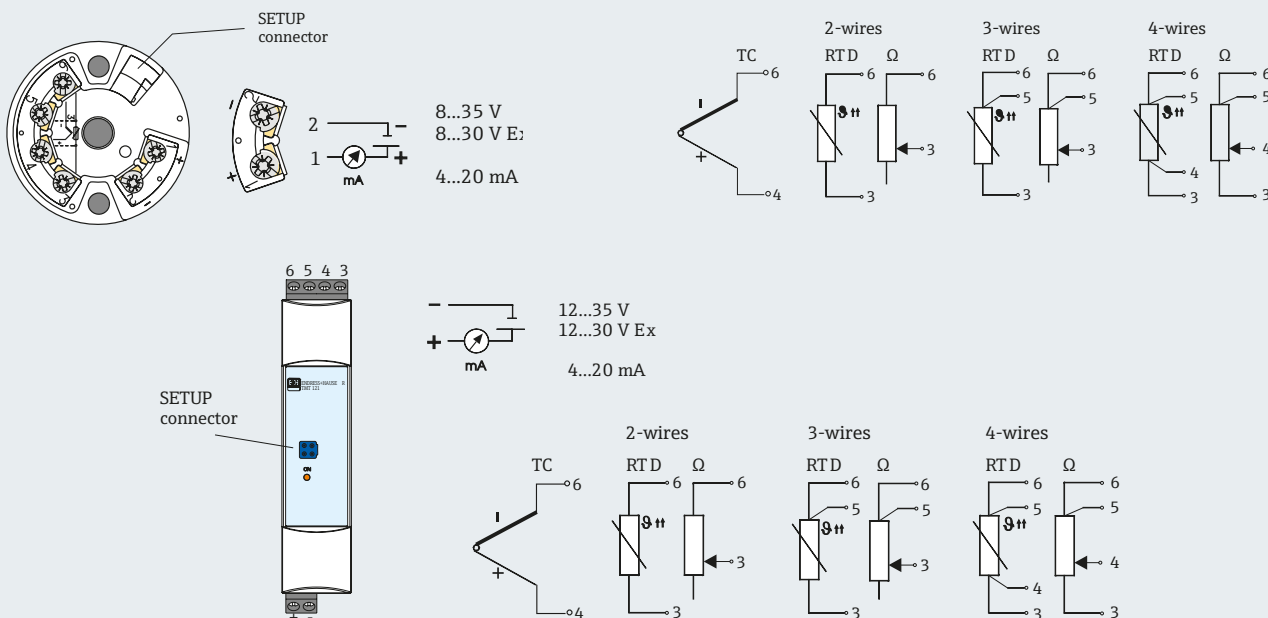 SETUP
connector
2
1
mA
−
+
8...35 V
8...30 V Ex
4...20 mA
2-wires
3-wires
4-wires
TC
RTD
Ω
RTD
Ω
RTD
Ω
6
−
+
4
6
ϑ
3
6
3
6
5
ϑ
3
6
5
3
6
5
ϑ
4
3
6
5
4
3
6 5 4 3
SETUP
connector
E+H
ENDRESS+HAUSE R
TMT 121
ON
−
+
mA
12...35 V
12...30 V Ex
4...20 mA
2-wires
3-wires
4-wires
TC
RTD
Ω
RTD
Ω
RTD
Ω
6
−
+
4
6
ϑ
3
6
3
6
5
ϑ
3
6
5
3
6
5
ϑ
4
3
6
5
4
3